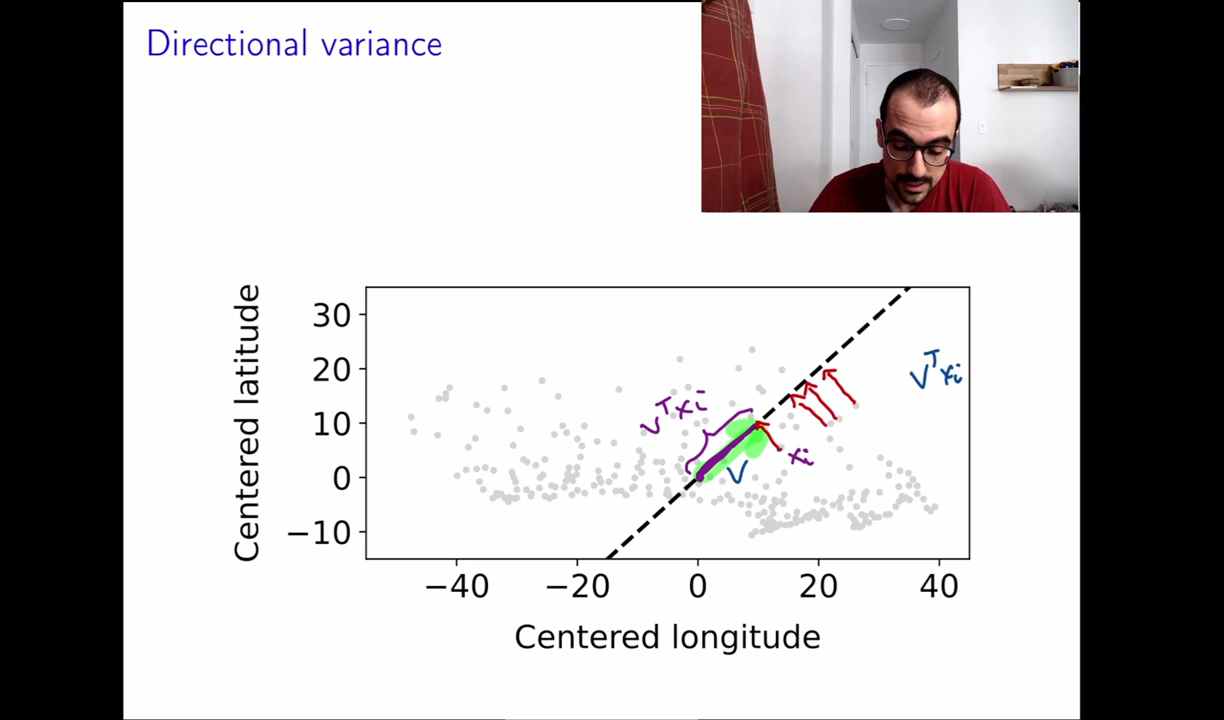 Directional variance
Centered latitude
30
20
10
0
−10
−40
−20
0
20
40
Centered longitude
vᵀxᵢ
v
xᵢ
vᵀxᵢ